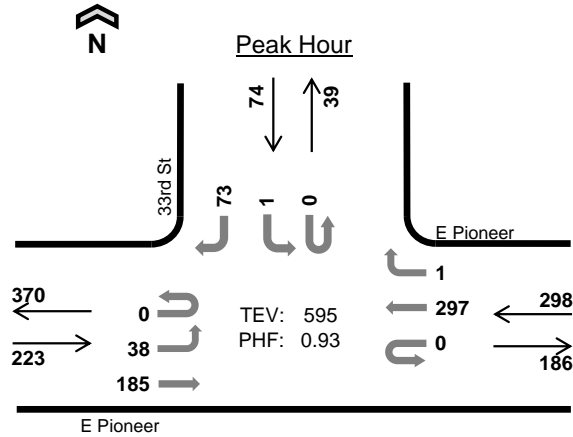 N
Peak Hour
74
39
33rd St
73
1
0
E Pioneer
370
0
TEV: 595
1
297
298
223
38
PHF: 0.93
0
186
185
E Pioneer